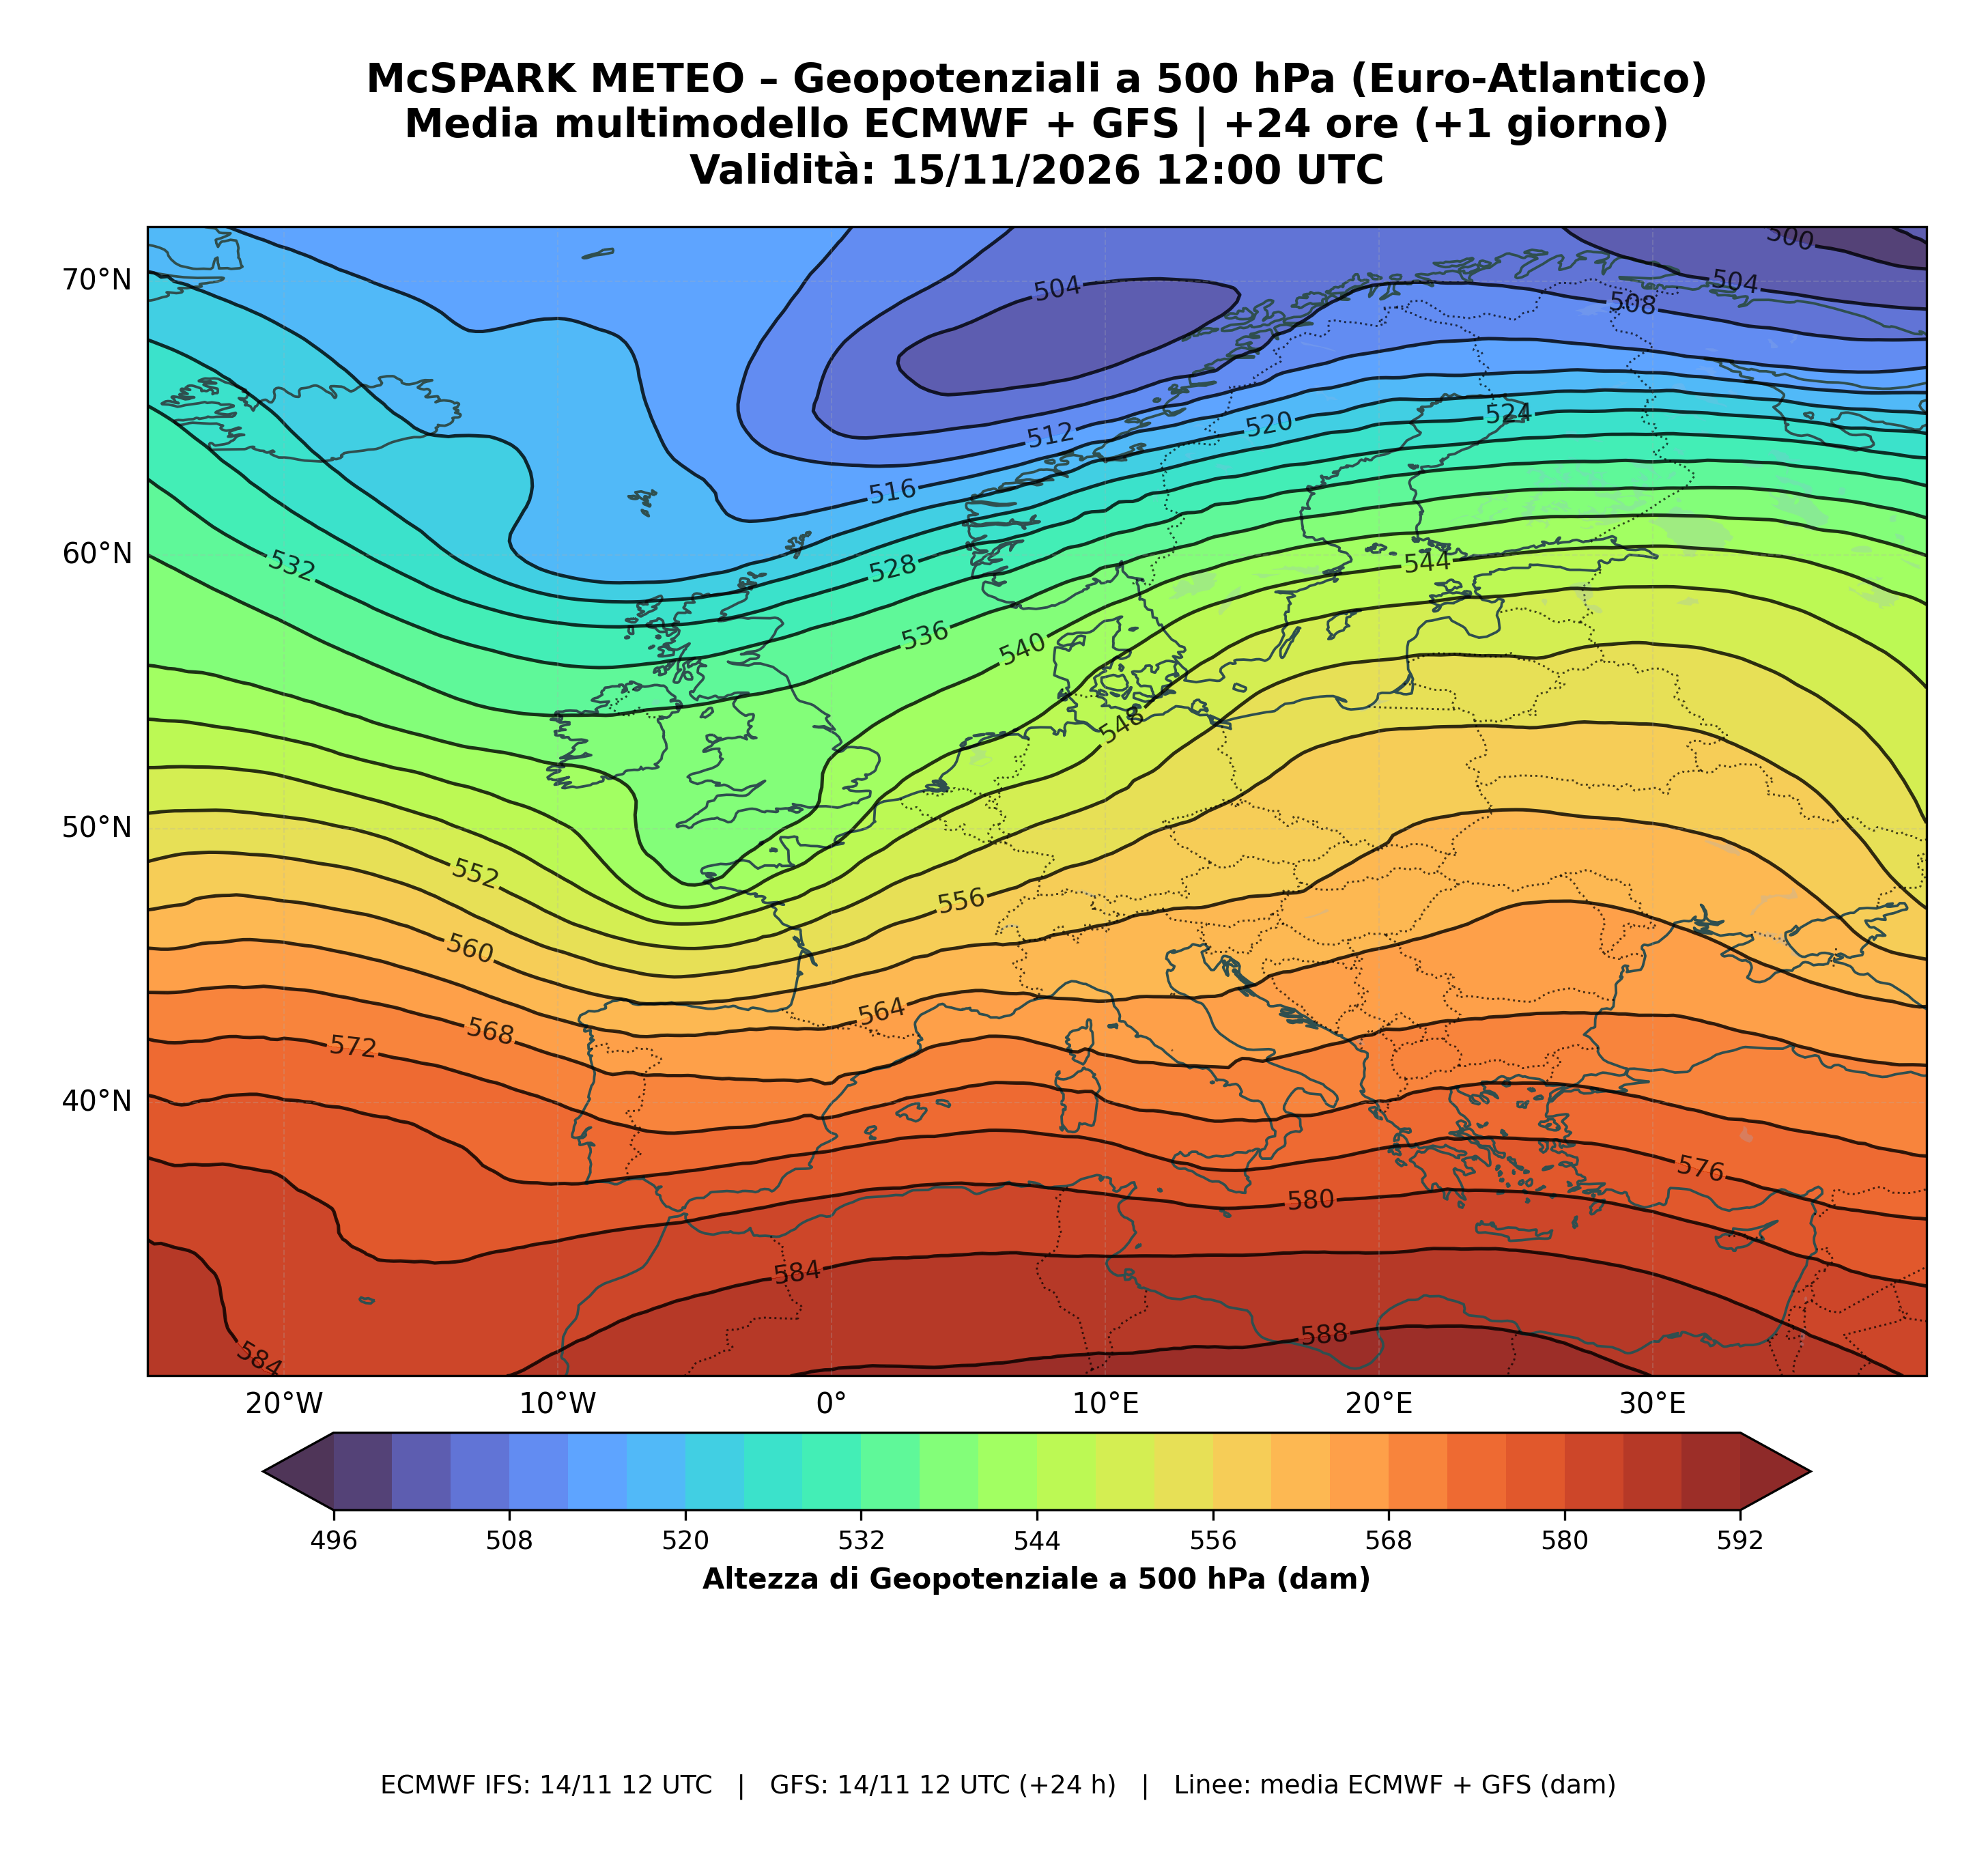 McSPARK METEO – Geopotenziali a 500 hPa (Euro-Atlantico)
Media multimodello ECMWF + GFS | +24 ore (+1 giorno)
Validità: 15/11/2026 12:00 UTC
500
504
504
508
70°N
512
520
524
516
528
532
544
60°N
536
540
548
50°N
552
556
560
564
568
572
40°N
576
580
584
588
584
20°W
10°W
0°
10°E
20°E
30°E
496
508
520
532
544
556
568
580
592
Altezza di Geopotenziale a 500 hPa (dam)
ECMWF IFS: 14/11 12 UTC | GFS: 14/11 12 UTC (+24 h) | Linee: media ECMWF + GFS (dam)